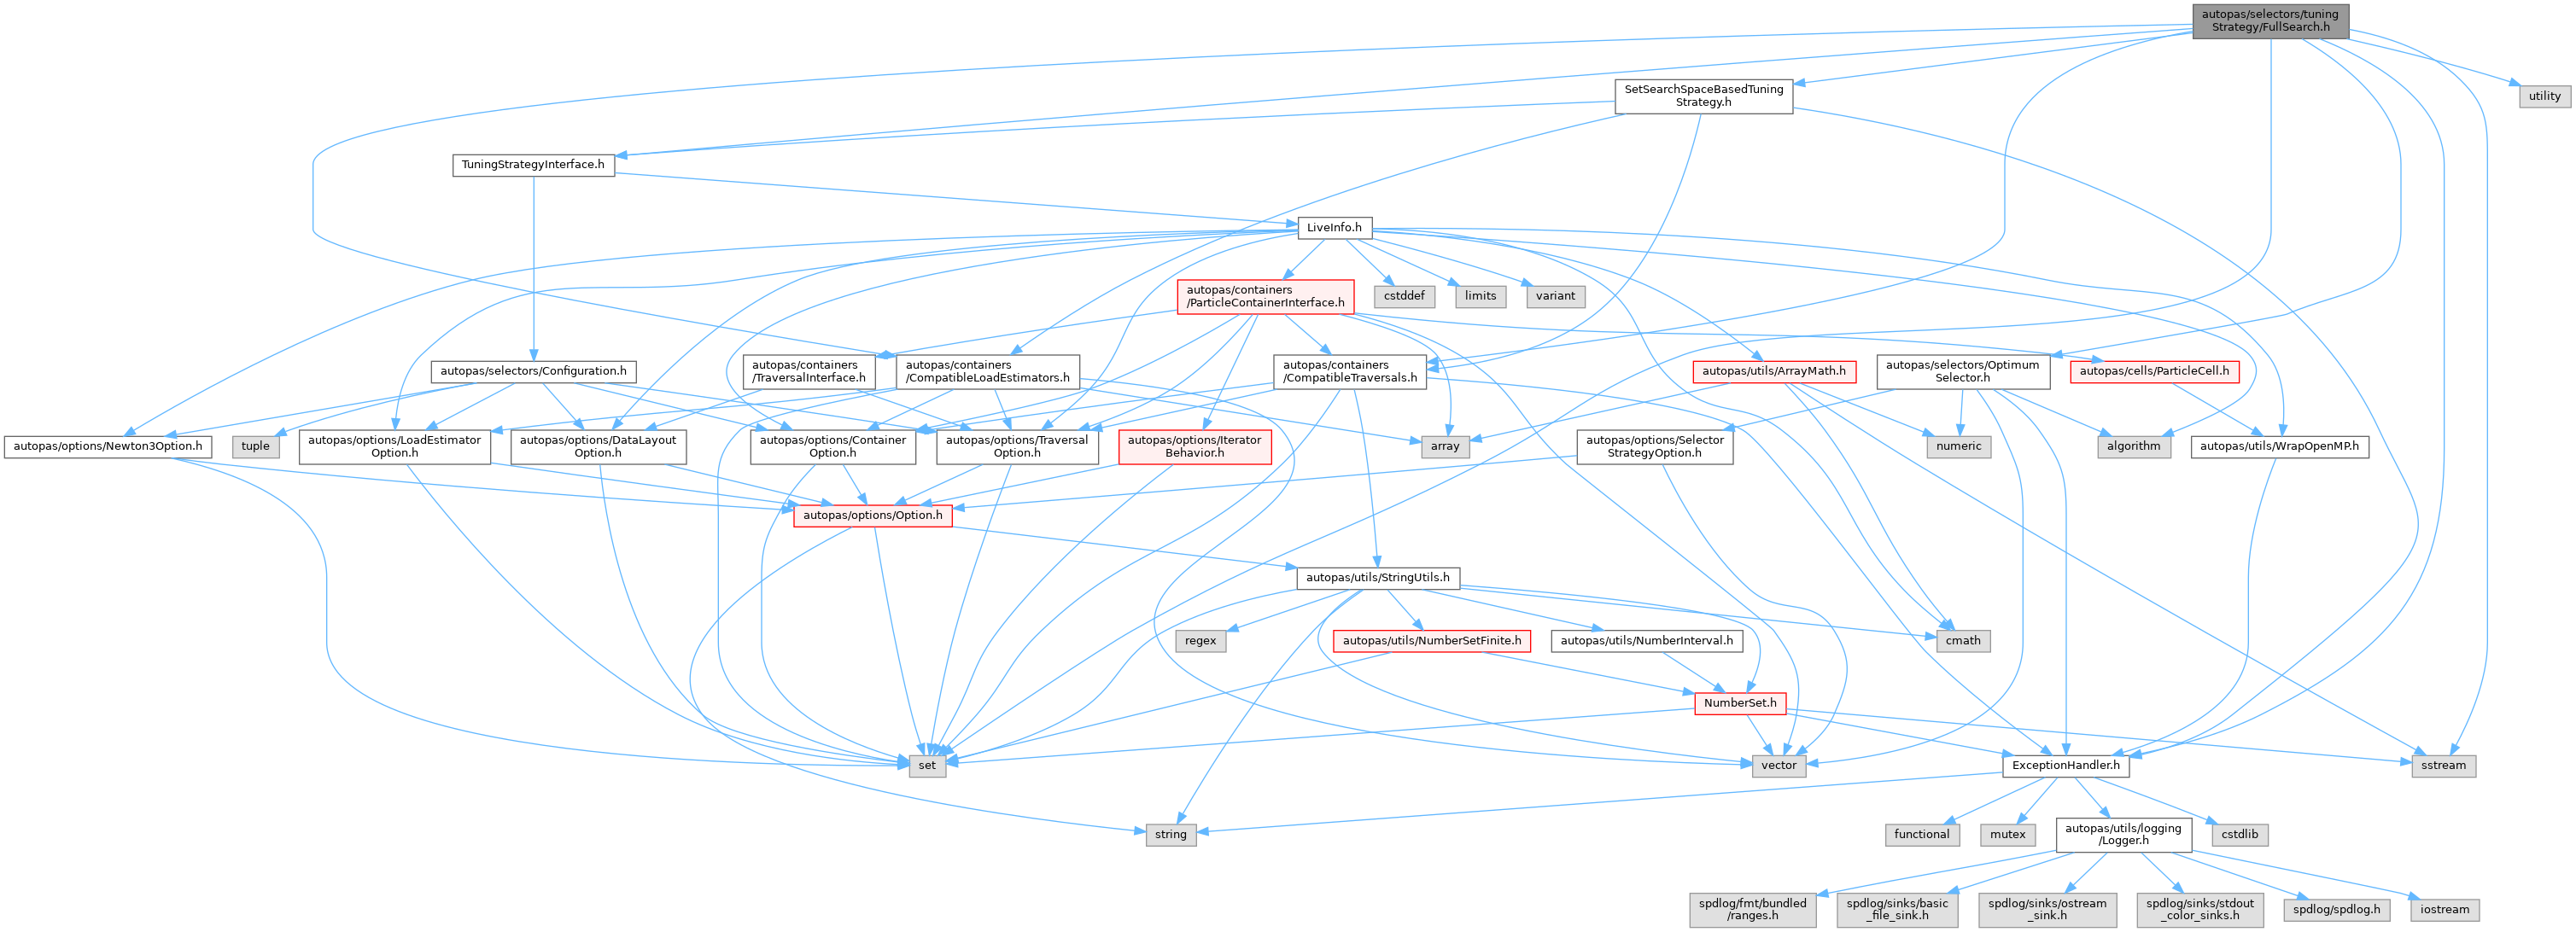 autopas/selectors/tuning
Strategy/FullSearch.h
SetSearchSpaceBasedTuning
Strategy.h
utility
TuningStrategyInterface.h
LiveInfo.h
autopas/containers
/ParticleContainerInterface.h
cstddef
limits
variant
autopas/selectors/Configuration.h
autopas/containers
/TraversalInterface.h
autopas/containers
/CompatibleLoadEstimators.h
autopas/containers
/CompatibleTraversals.h
autopas/utils/ArrayMath.h
autopas/selectors/Optimum
Selector.h
autopas/cells/ParticleCell.h
autopas/options/Newton3Option.h
tuple
autopas/options/LoadEstimator
Option.h
autopas/options/DataLayout
Option.h
autopas/options/Container
Option.h
autopas/options/Traversal
Option.h
autopas/options/Iterator
Behavior.h
array
autopas/options/Selector
StrategyOption.h
numeric
algorithm
autopas/utils/WrapOpenMP.h
autopas/options/Option.h
autopas/utils/StringUtils.h
regex
autopas/utils/NumberSetFinite.h
autopas/utils/NumberInterval.h
cmath
NumberSet.h
set
vector
ExceptionHandler.h
sstream
string
functional
mutex
autopas/utils/logging
/Logger.h
cstdlib
spdlog/fmt/bundled
/ranges.h
spdlog/sinks/basic
_file_sink.h
spdlog/sinks/ostream
_sink.h
spdlog/sinks/stdout
_color_sinks.h
spdlog/spdlog.h
iostream